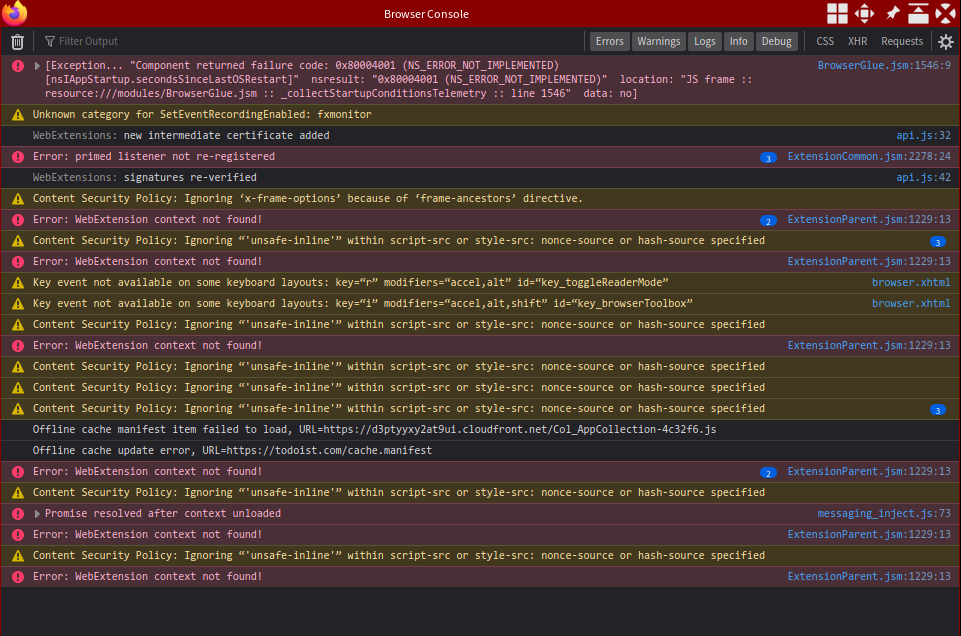 Browser Console
Filter Output Errors Warnings Logs Info Debug CSS XHR Requests
[Exception... "Component returned failure code: 0x80004001 (NS_ERROR_NOT_IMPLEMENTED) BrowserGlue.jsm:1546:9
[nsIAppStartup.secondsSinceLastOSRestart]" nsresult: "0x80004001 (NS_ERROR_NOT_IMPLEMENTED)" location: "JS frame ::
resource:///modules/BrowserGlue.jsm :: _collectStartupConditionsTelemetry :: line 1546" data: no]
Unknown category for SetEventRecordingEnabled: fxmonitor
WebExtensions: new intermediate certificate added api.js:32
Error: primed listener not re-registered 3 ExtensionCommon.jsm:2278:24
WebExtensions: signatures re-verified api.js:42
Content Security Policy: Ignoring ‘x-frame-options’ because of ‘frame-ancestors’ directive.
Error: WebExtension context not found! 2 ExtensionParent.jsm:1229:13
Content Security Policy: Ignoring “'unsafe-inline'” within script-src or style-src: nonce-source or hash-source specified 3
Error: WebExtension context not found! ExtensionParent.jsm:1229:13
Key event not available on some keyboard layouts: key=“r” modifiers=“accel,alt” id=“key_toggleReaderMode” browser.xhtml
Key event not available on some keyboard layouts: key=“i” modifiers=“accel,alt,shift” id=“key_browserToolbox” browser.xhtml
Content Security Policy: Ignoring “'unsafe-inline'” within script-src or style-src: nonce-source or hash-source specified
Error: WebExtension context not found! ExtensionParent.jsm:1229:13
Content Security Policy: Ignoring “'unsafe-inline'” within script-src or style-src: nonce-source or hash-source specified
Content Security Policy: Ignoring “'unsafe-inline'” within script-src or style-src: nonce-source or hash-source specified
Content Security Policy: Ignoring “'unsafe-inline'” within script-src or style-src: nonce-source or hash-source specified 3
Offline cache manifest item failed to load, URL=https://d3ptyyxy2at9ui.cloudfront.net/Col_AppCollection-4c32f6.js
Offline cache update error, URL=https://todoist.com/cache.manifest
Error: WebExtension context not found! 2 ExtensionParent.jsm:1229:13
Content Security Policy: Ignoring “'unsafe-inline'” within script-src or style-src: nonce-source or hash-source specified
Promise resolved after context unloaded messaging_inject.js:73
Error: WebExtension context not found! ExtensionParent.jsm:1229:13
Content Security Policy: Ignoring “'unsafe-inline'” within script-src or style-src: nonce-source or hash-source specified
Error: WebExtension context not found! ExtensionParent.jsm:1229:13